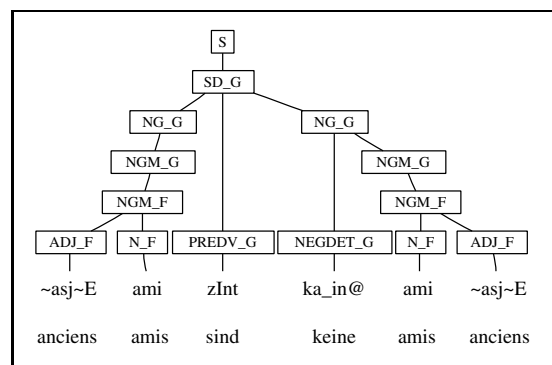 S
SD_G
NG_G NG_G
NGM_G NGM_G
NGM_F NGM_F
ADJ_F N_F PREDV_G NEGDET_G N_F ADJ_F
~asj~E ami zInt ka_in@ ami ~asj~E
anciens amis sind keine amis anciens